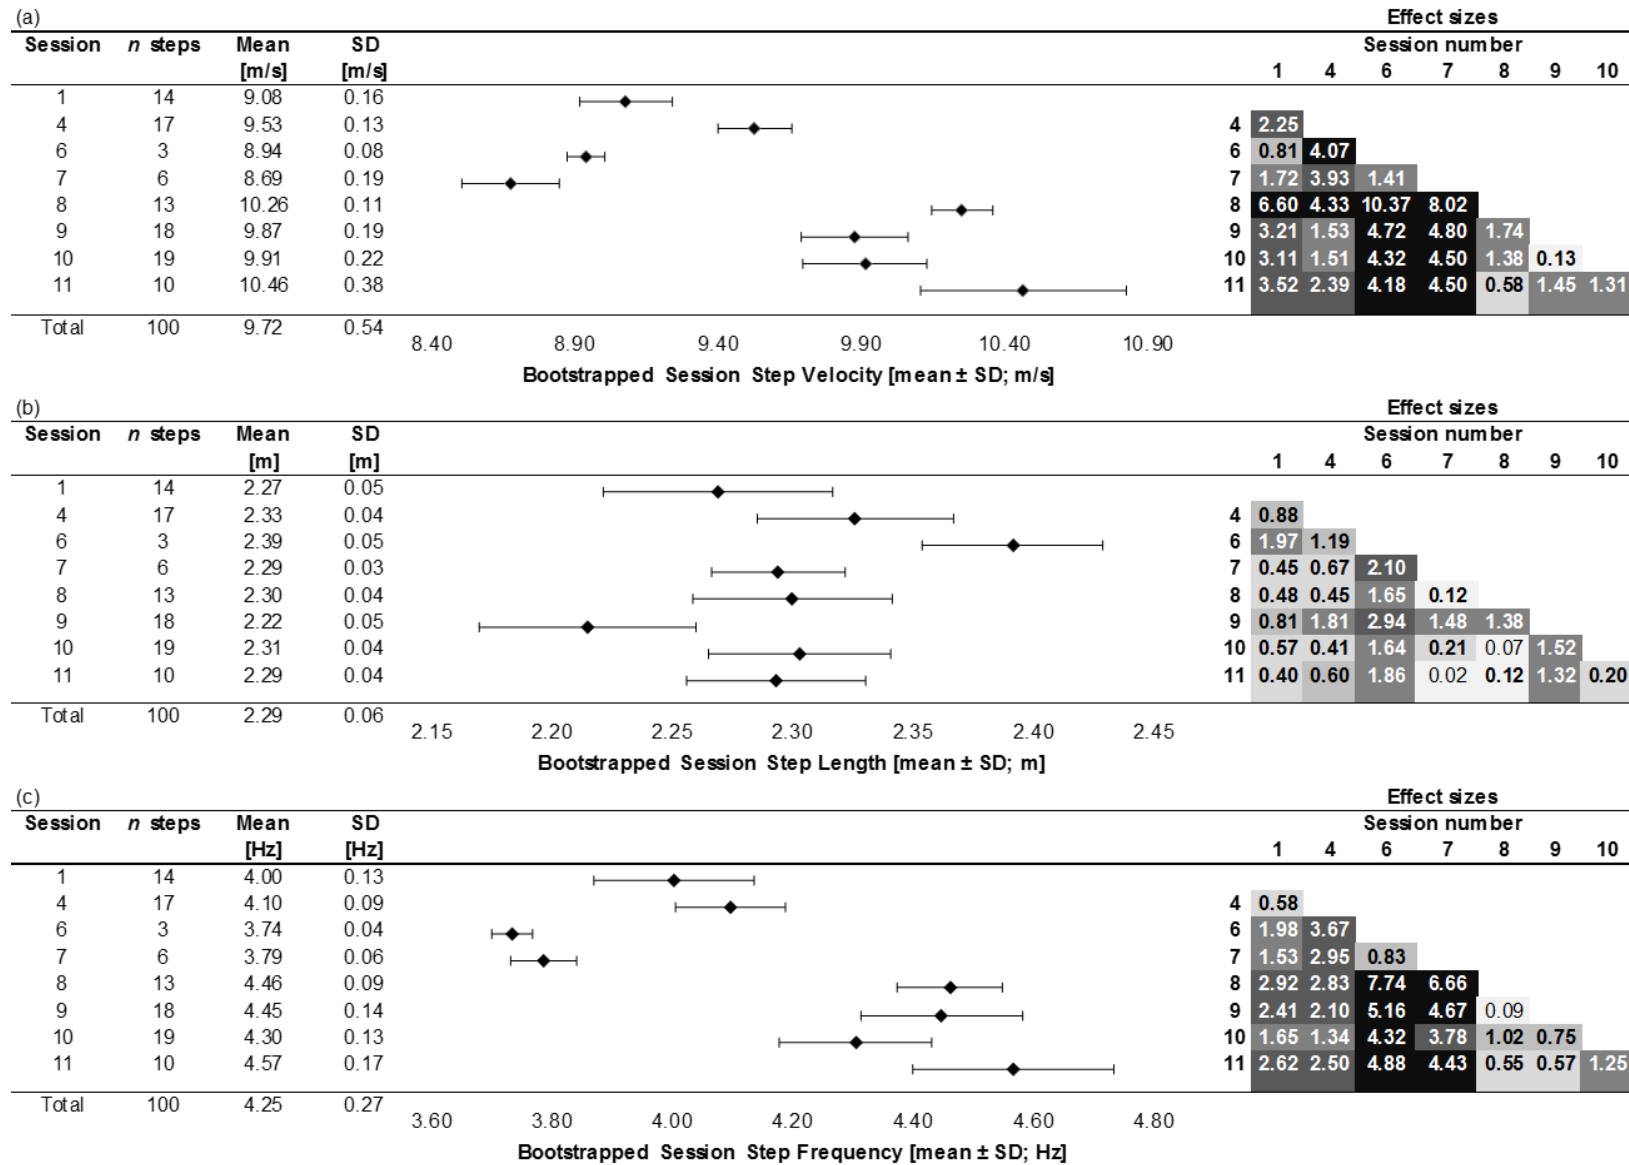 (a)
Effect sizes
Session n steps Mean SD Session number
[m/s] [m/s] 1 4 6 7 8 9 10
1 14 9.08 0.16
4 17 9.53 0.13 4 2.25
6 3 8.94 0.08 6 0.81 4.07
7 6 8.69 0.19 7 1.72 3.93 1.41
8 13 10.26 0.11 8 6.60 4.33 10.37 8.02
9 18 9.87 0.19 9 3.21 1.53 4.72 4.80 1.74
10 19 9.91 0.22 10 3.11 1.51 4.32 4.50 1.38 0.13
11 10 10.46 0.38 11 3.52 2.39 4.18 4.50 0.58 1.45 1.31
Total 100 9.72 0.54
8.40 8.90 9.40 9.90 10.40 10.90
Bootstrapped Session Step Velocity [mean ± SD; m/s]
(b)
Effect sizes
Session n steps Mean SD Session number
[m] [m] 1 4 6 7 8 9 10
1 14 2.27 0.05
4 17 2.33 0.04 4 0.88
6 3 2.39 0.05 6 1.97 1.19
7 6 2.29 0.03 7 0.45 0.67 2.10
8 13 2.30 0.04 8 0.48 0.45 1.65 0.12
9 18 2.22 0.05 9 0.81 1.81 2.94 1.48 1.38
10 19 2.31 0.04 10 0.57 0.41 1.64 0.21 0.07 1.52
11 10 2.29 0.04 11 0.40 0.60 1.86 0.02 0.12 1.32 0.20
Total 100 2.29 0.06
2.15 2.20 2.25 2.30 2.35 2.40 2.45
Bootstrapped Session Step Length [mean ± SD; m]
(c)
Effect sizes
Session n steps Mean SD Session number
[Hz] [Hz] 1 4 6 7 8 9 10
1 14 4.00 0.13
4 17 4.10 0.09 4 0.58
6 3 3.74 0.04 6 1.98 3.67
7 6 3.79 0.06 7 1.53 2.95 0.83
8 13 4.46 0.09 8 2.92 2.83 7.74 6.66
9 18 4.45 0.14 9 2.41 2.10 5.16 4.67 0.09
10 19 4.30 0.13 10 1.65 1.34 4.32 3.78 1.02 0.75
11 10 4.57 0.17 11 2.62 2.50 4.88 4.43 0.55 0.57 1.25
Total 100 4.25 0.27
3.60 3.80 4.00 4.20 4.40 4.60 4.80
Bootstrapped Session Step Frequency [mean ± SD; Hz]